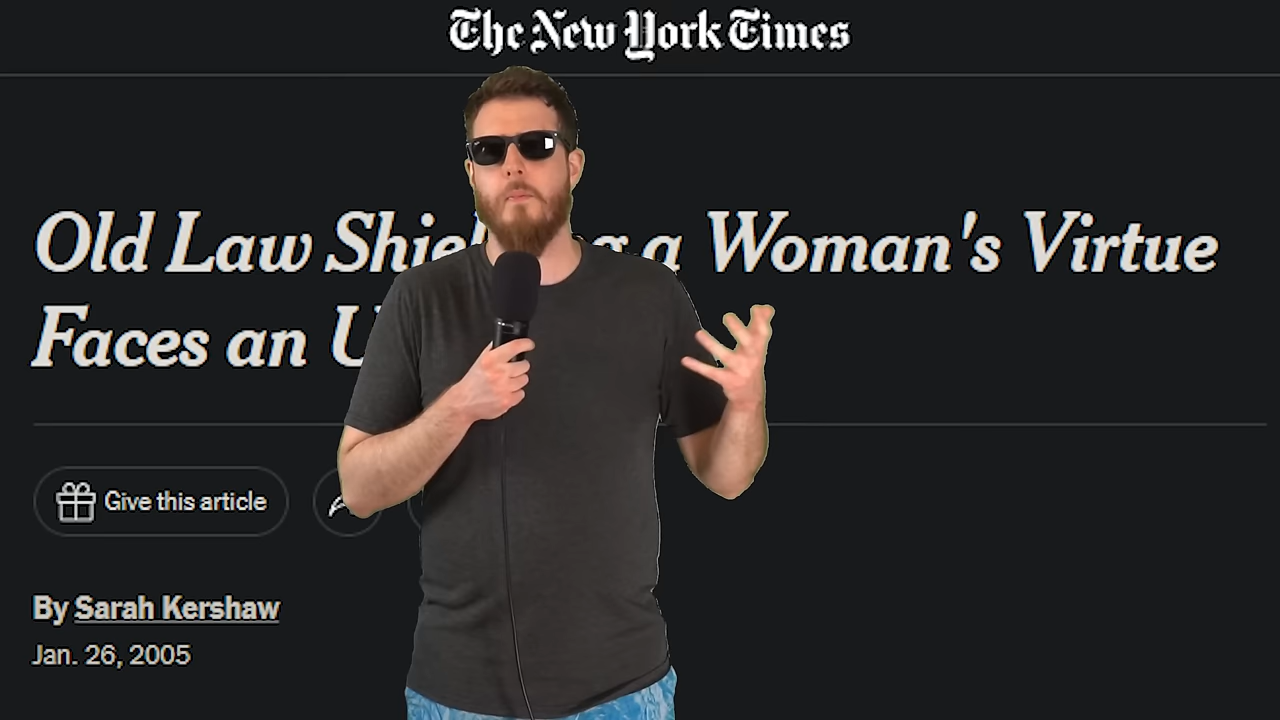 The New York Times
Old Law a Woman's Virtue
Faces an
Give this article
By Sarah Kershaw
Jan. 26, 2005